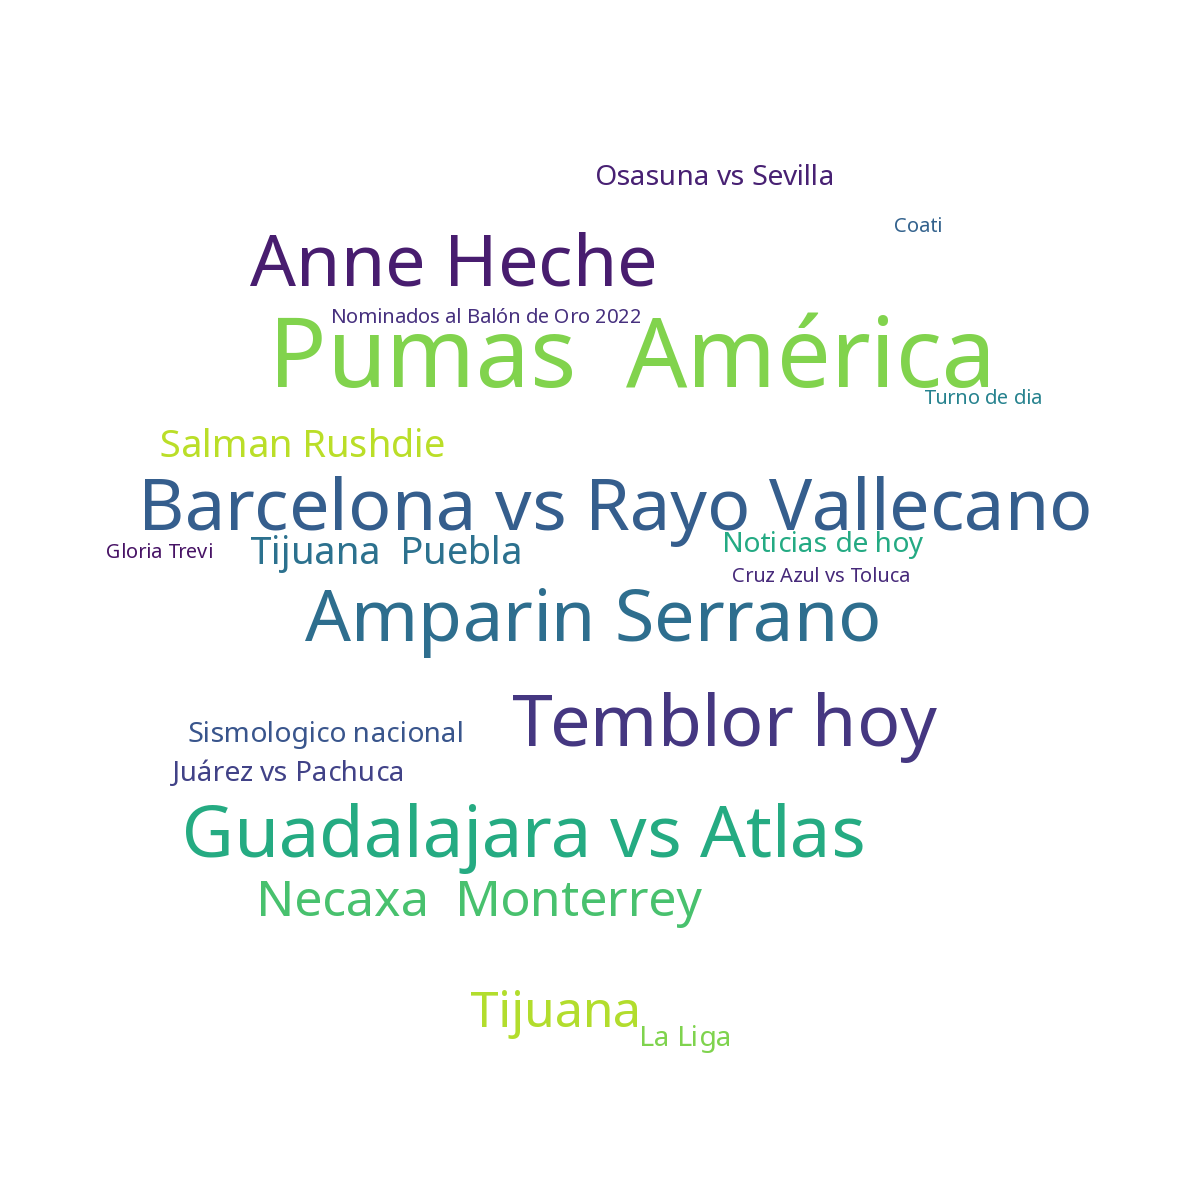 Osasuna vs Sevilla
Coati
Anne Heche
Nominados al Balón de Oro 2022
Pumas América
Turno de dia
Salman Rushdie
Barcelona vs Rayo Vallecano
Noticias de hoy
Gloria Trevi
Tijuana Puebla
Cruz Azul vs Toluca
Amparin Serrano
Temblor hoy
Sismologico nacional
Juárez vs Pachuca
Guadalajara vs Atlas
Necaxa Monterrey
Tijuana
La Liga